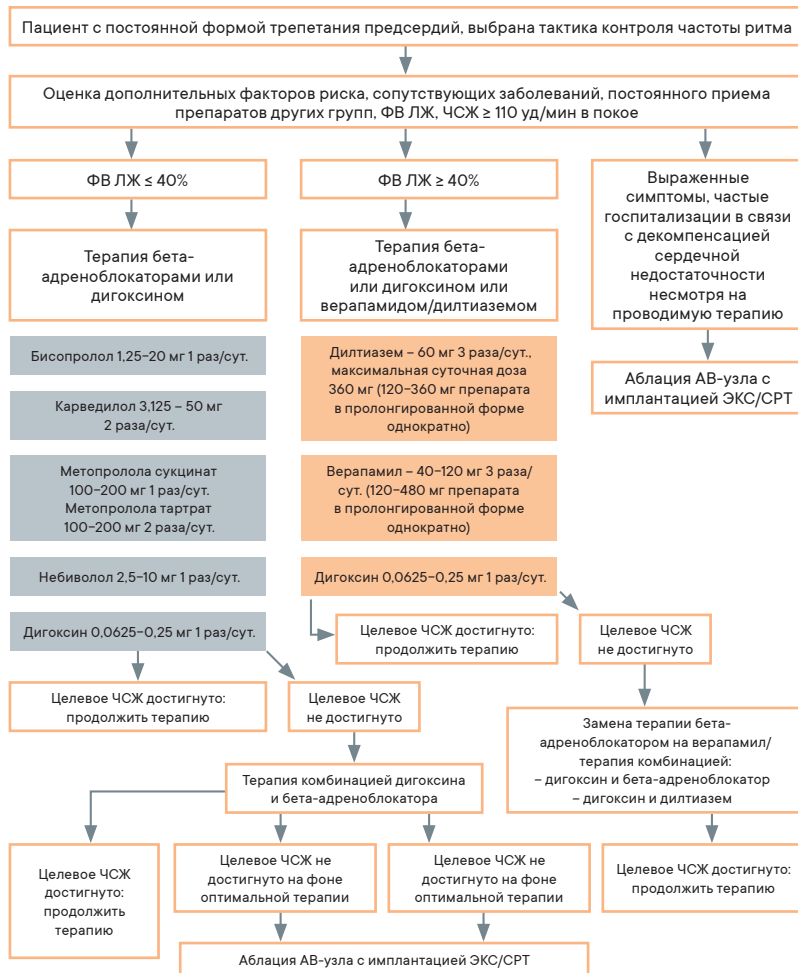 Пациент с постоянной формой трепетания предсердий, выбрана тактика контроля частоты ритма
Оценка дополнительных факторов риска, сопутствующих заболеваний, постоянного приема
препаратов других групп, ФВ ЛЖ, ЧСЖ ≥ 110 уд/мин в покое
ФВ ЛЖ ≤ 40%
Терапия бета-
адреноблокаторами или
дигоксином
Бисопролол 1,25–20 мг 1 раз/сут.
Карведилол 3,125 – 50 мг
2 раза/сут.
Метопролола сукцинат
100–200 мг 1 раз/сут.
Метопролола тартрат
100–200 мг 2 раза/сут.
Небиволол 2,5–10 мг 1 раз/сут.
Дигоксин 0,0625–0,25 мг 1 раз/сут.
ФВ ЛЖ ≥ 40%
Терапия бета-
адреноблокаторами
или дигоксином или
верапамидом/дилтиаземом
Дилтиазем – 60 мг 3 раза/сут.,
максимальная суточная доза
360 мг (120–360 мг препарата
в пролонгированной форме
однократно)
Верапамил – 40–120 мг 3 раза/
сут. (120–480 мг препарата
в пролонгированной форме
однократно)
Дигоксин 0,0625–0,25 мг 1 раз/сут.
Выраженные
симптомы, частые
госпитализации в связи
с декомпенсацией
сердечной
недостаточности
несмотря на
проводимую терапию
Аблация АВ-узла с
имплантацией ЭКС/СРТ
Целевое ЧСЖ достигнуто:
продолжить терапию
Целевое ЧСЖ
не достигнуто
Целевое ЧСЖ достигнуто:
продолжить терапию
Целевое ЧСЖ
не достигнуто
Замена терапии бета-
адреноблокатором на верапамил/
терапия комбинацией:
– дигоксин и бета-адреноблокатор
– дигоксин и дилтиазем
Терапия комбинацией дигоксина
и бета-адреноблокатора
Целевое ЧСЖ
достигнуто:
продолжить
терапию
Целевое ЧСЖ не
достигнуто на фоне
оптимальной терапии
Целевое ЧСЖ не
достигнуто на фоне
оптимальной терапии
Целевое ЧСЖ достигнуто:
продолжить терапию
Аблация АВ-узла с имплантацией ЭКС/СРТ